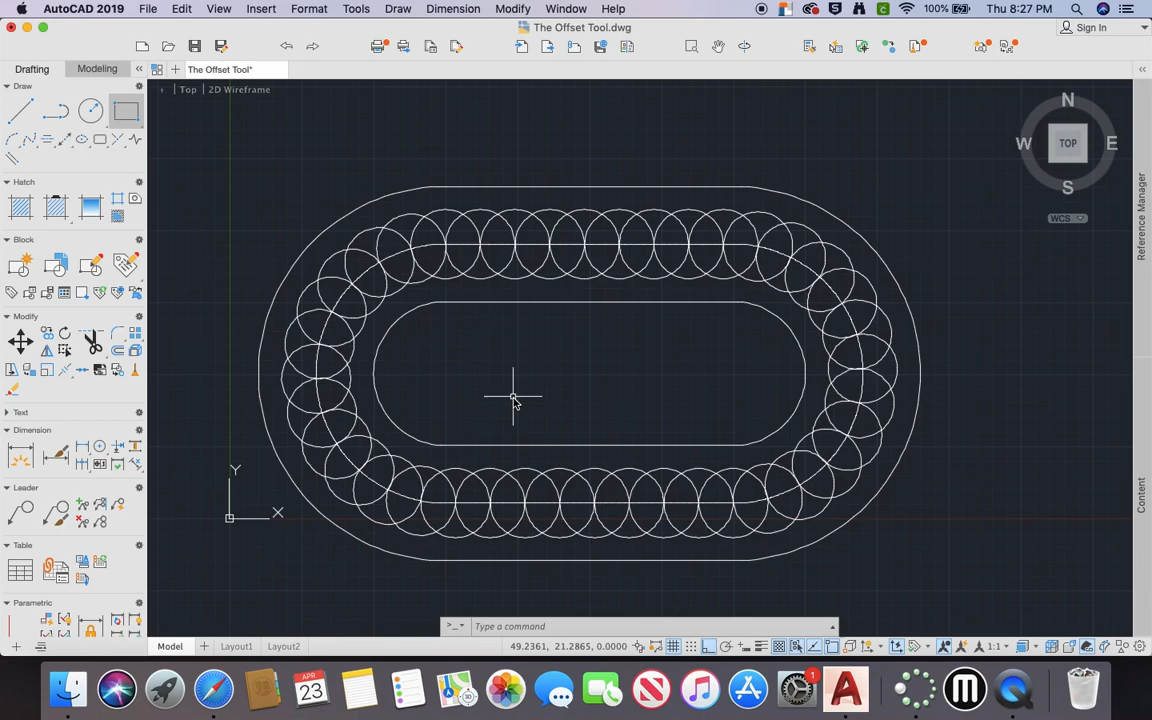 AutoCAD 2019 File Edit View Insert Format Tools Draw Dimension Modify Window Help 100% Thu 8:27 PM
The Offset Tool.dwg
Sign In
Drafting Modeling The Offset Tool*
Draw
+ Top 2D Wireframe
N
W TOP E
S
WCS
Reference Manager
Hatch
Block
Modify
Text
Dimension
Content
Y
X
Leader
Table
Parametric
>_ Type a command
Model Layout1 Layout2 49.2361, 21.2865, 0.0000 1:1
APR
23
1